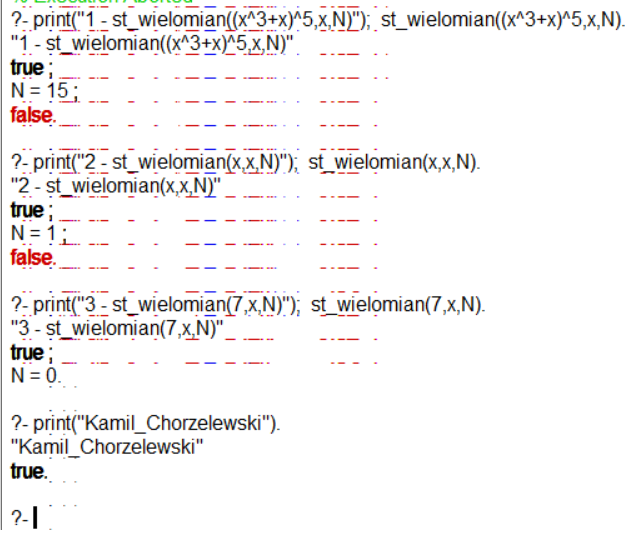 % Execution Aborted
?- print("1 - st_wielomian((x^3+x)^5,x,N)"); st_wielomian((x^3+x)^5,x,N).
"1 - st_wielomian((x^3+x)^5,x,N)"
true ;
N = 15 ;
false.
?- print("2 - st_wielomian(x,x,N)"); st_wielomian(x,x,N).
"2 - st_wielomian(x,x,N)"
true ;
N = 1 ;
false.
?- print("3 - st_wielomian(7,x,N)"); st_wielomian(7,x,N).
"3 - st_wielomian(7,x,N)"
true ;
N = 0.
?- print("Kamil_Chorzelewski").
"Kamil_Chorzelewski"
true.
?-